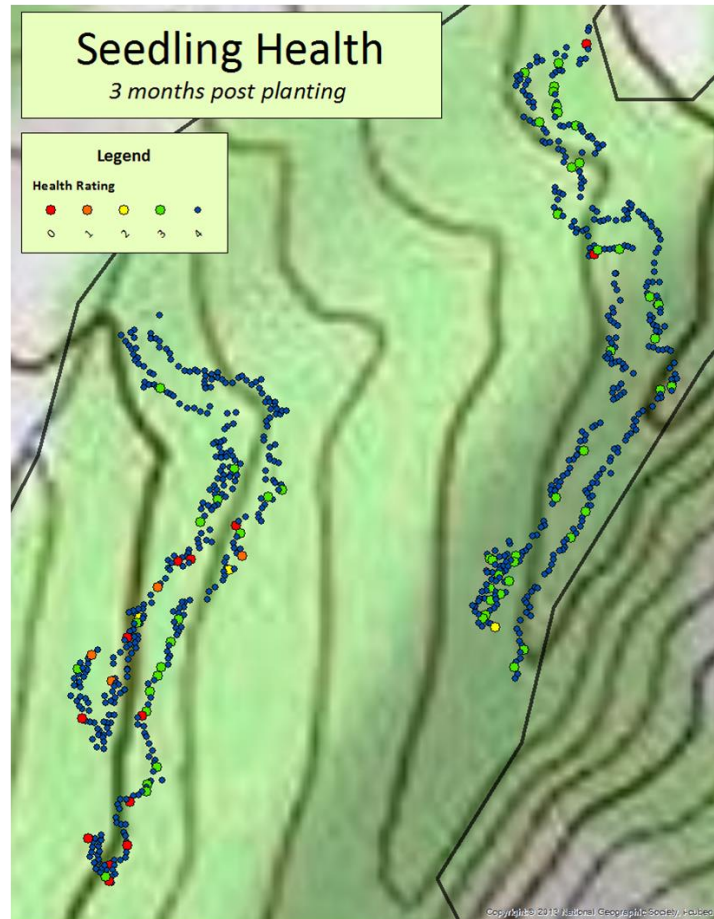 Seedling Health
3 months post planting
Legend
Health Rating
0 1 2 3 4
Copyright:© 2013 National Geographic Society, i-cubed